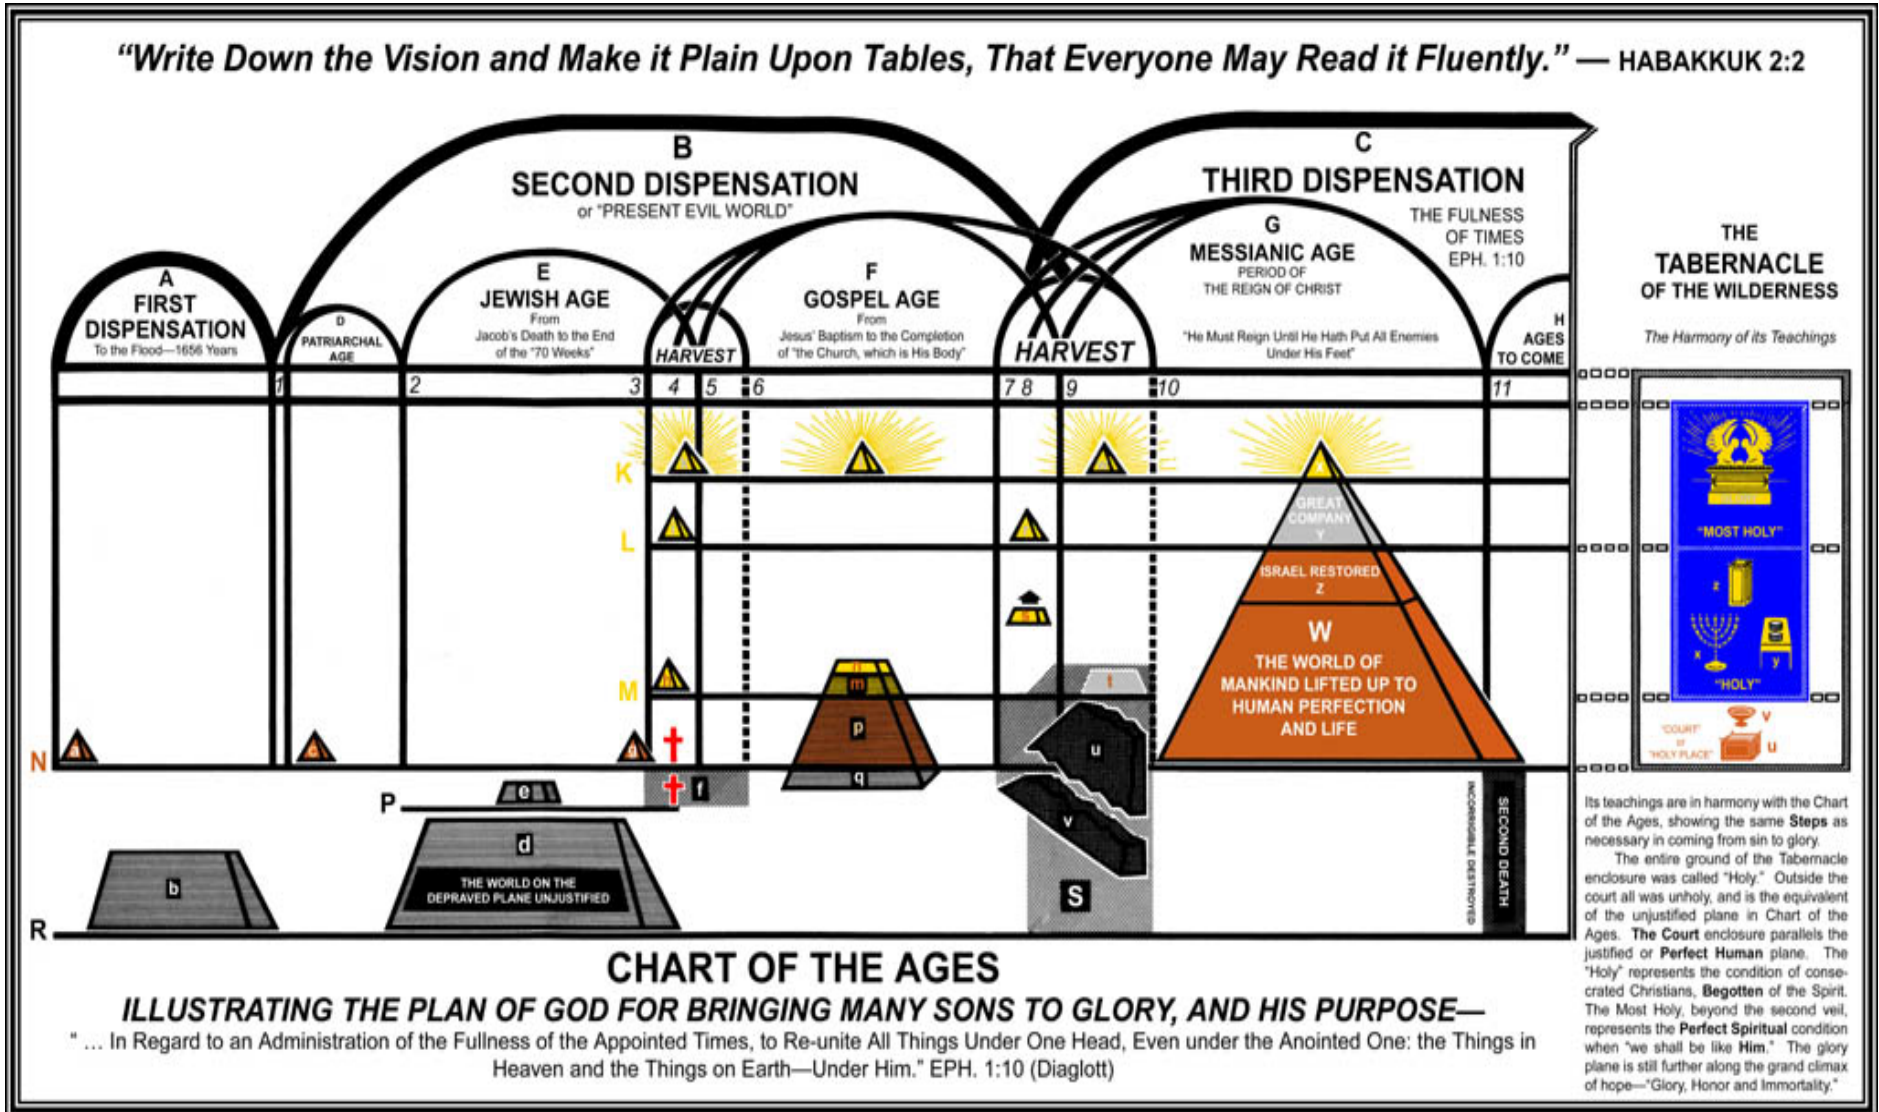 “Write Down the Vision and Make it Plain Upon Tables, That Everyone May Read it Fluently.” — HABAKKUK 2:2
A
FIRST
DISPENSATION
To the Flood—1656 Years
B
SECOND DISPENSATION
or “PRESENT EVIL WORLD”
D
PATRIARCHAL
AGE
E
JEWISH AGE
From
Jacob's Death to the End
of the “70 Weeks”
HARVEST
F
GOSPEL AGE
From
Jesus' Baptism to the Completion
of “the Church, which is His Body”
HARVEST
C
THIRD DISPENSATION
THE FULNESS
OF TIMES
EPH. 1:10
G
MESSIANIC AGE
PERIOD OF
THE REIGN OF CHRIST
“He Must Reign Until He Hath Put All Enemies
Under His Feet”
H
AGES
TO COME
1 2 3 4 5 6 7 8 9 10 11
K
L
M
N
P
R
a
b
c
d
THE WORLD ON THE
DEPRAVED PLANE UNJUSTIFIED
e
f
n
m
p
q
s
t
u
v
S
GREAT
COMPANY
Y
ISRAEL RESTORED
Z
W
THE WORLD OF
MANKIND LIFTED UP TO
HUMAN PERFECTION
AND LIFE
INCORRIGIBLE DESTROYED
SECOND DEATH
THE
TABERNACLE
OF THE WILDERNESS
The Harmony of its Teachings
“MOST HOLY”
z
x
y
“HOLY”
“COURT”
or
“HOLY PLACE”
v
u
Its teachings are in harmony with the Chart
of the Ages, showing the same Steps as
necessary in coming from sin to glory.
The entire ground of the Tabernacle
enclosure was called “Holy.” Outside the
court all was unholy, and is the equivalent
of the unjustified plane in Chart of the
Ages. The Court enclosure parallels the
justified or Perfect Human plane. The
“Holy” represents the condition of conse-
crated Christians, Begotten of the Spirit.
The Most Holy, beyond the second veil,
represents the Perfect Spiritual condition
when “we shall be like Him.” The glory
plane is still further along the grand climax
of hope—“Glory, Honor and Immortality.”
CHART OF THE AGES
ILLUSTRATING THE PLAN OF GOD FOR BRINGING MANY SONS TO GLORY, AND HIS PURPOSE—
“ … In Regard to an Administration of the Fullness of the Appointed Times, to Re-unite All Things Under One Head, Even under the Anointed One: the Things in
Heaven and the Things on Earth—Under Him.” EPH. 1:10 (Diaglott)